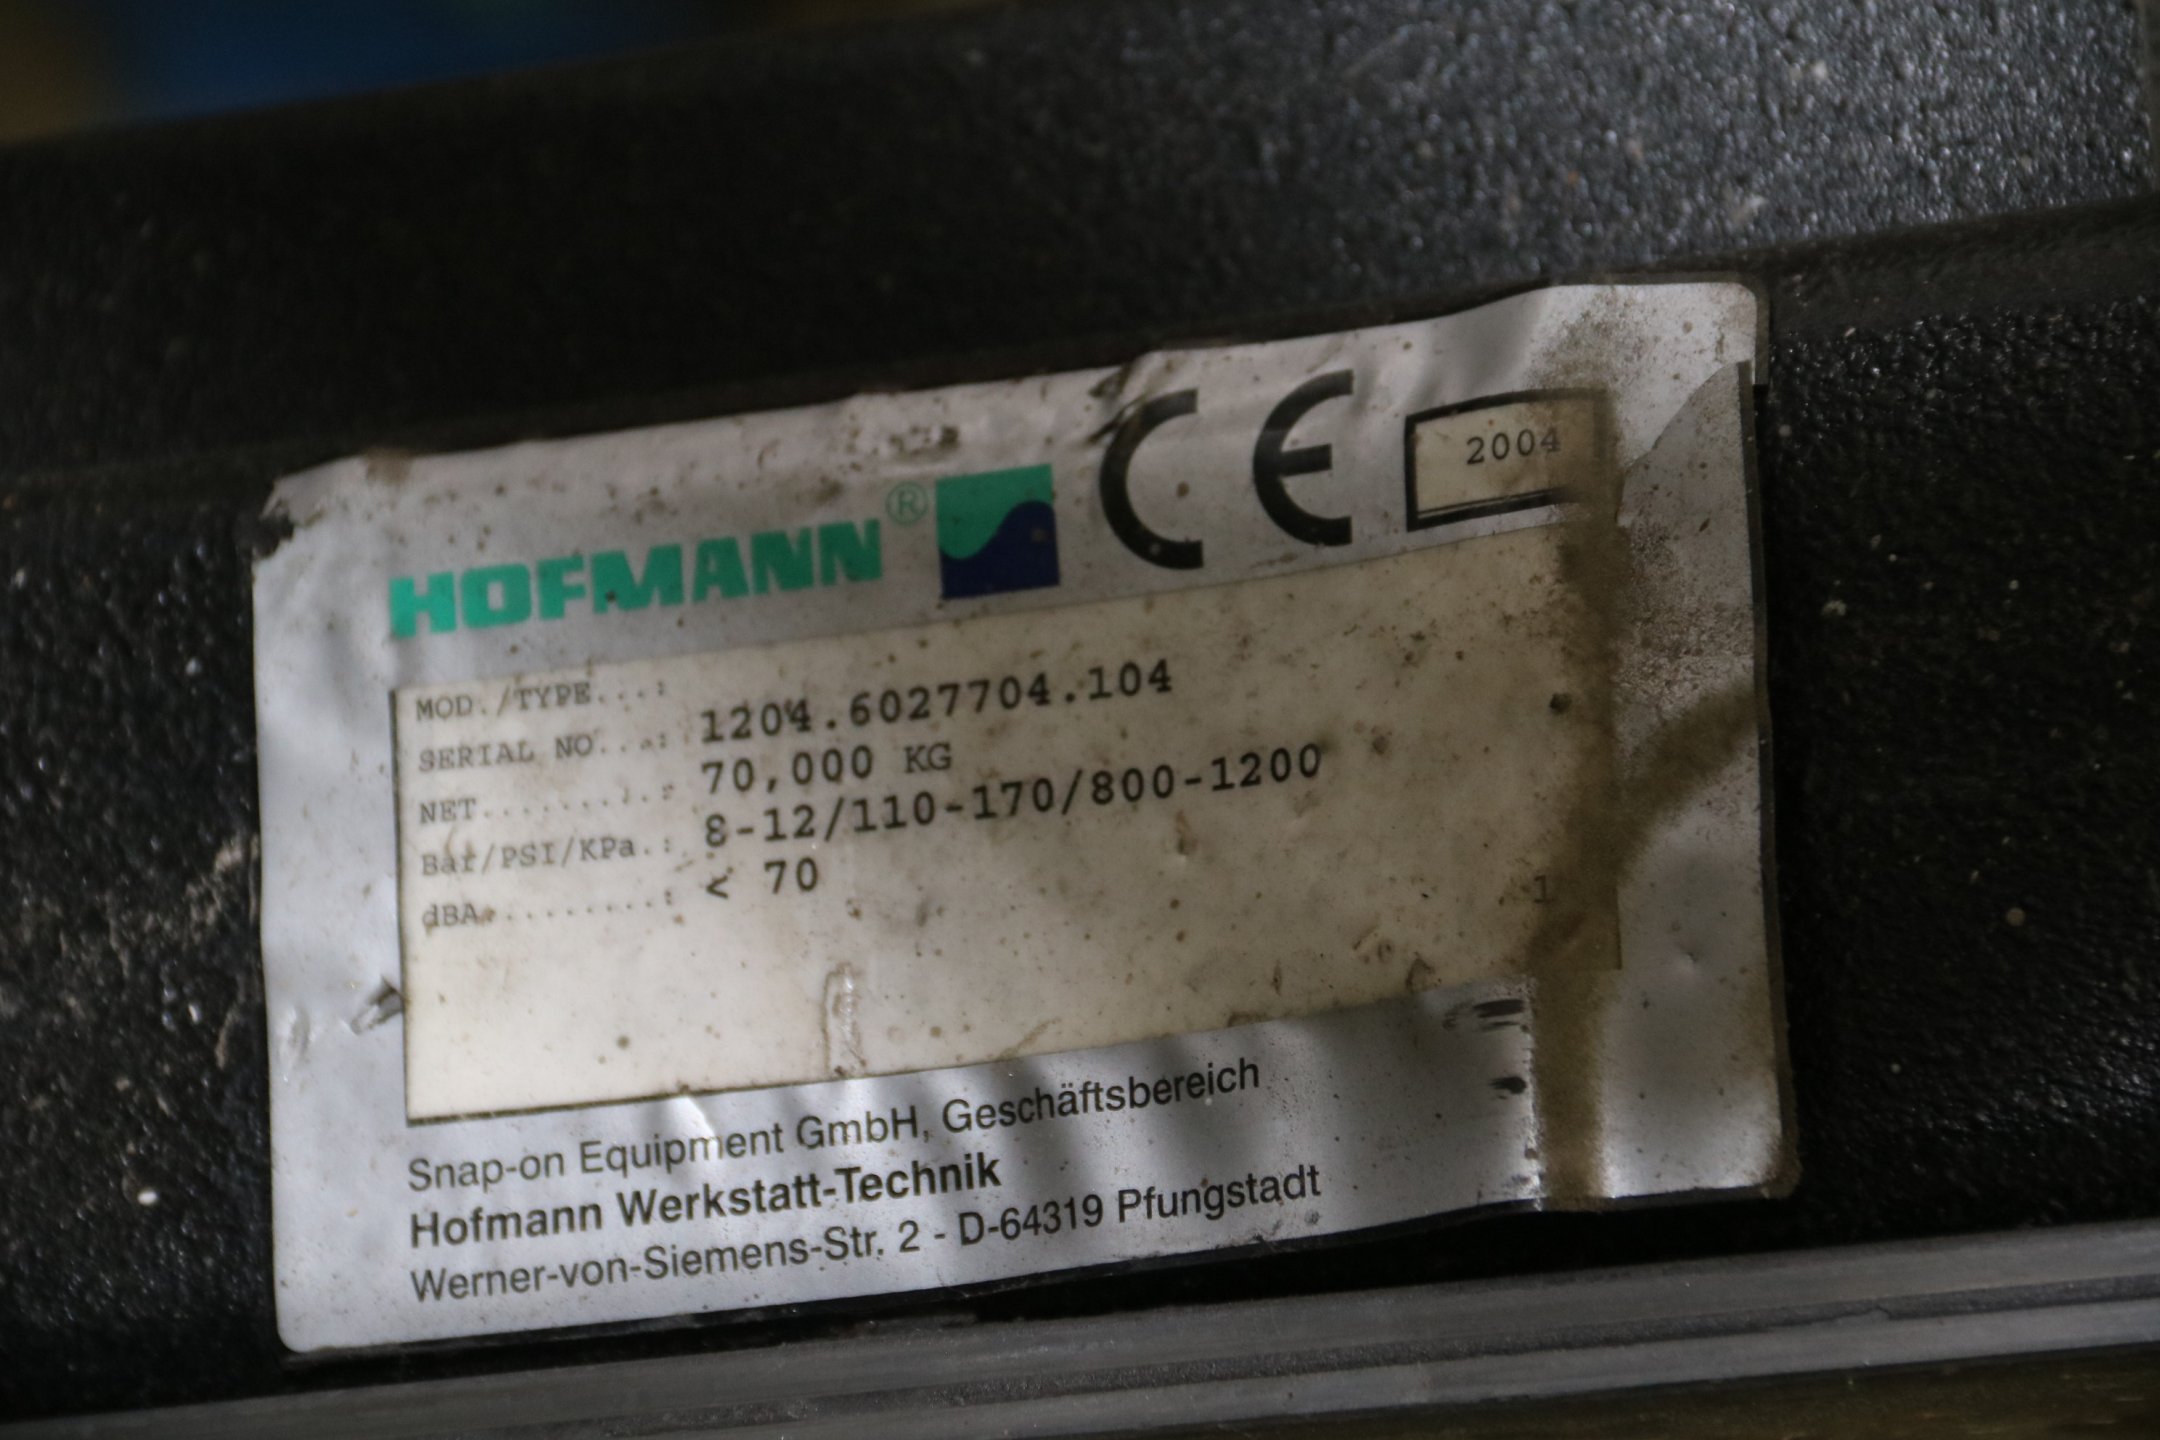 HOFMANN®
CE
2004
MOD./TYPE...:
SERIAL NO...: 1204.6027704.104
NET.........: 70,000 KG
Bar/PSI/KPa.: 8-12/110-170/800-1200
dBA.........: < 70
1
Snap-on Equipment GmbH, Geschäftsbereich
Hofmann Werkstatt-Technik
Werner-von-Siemens-Str. 2 - D-64319 Pfungstadt